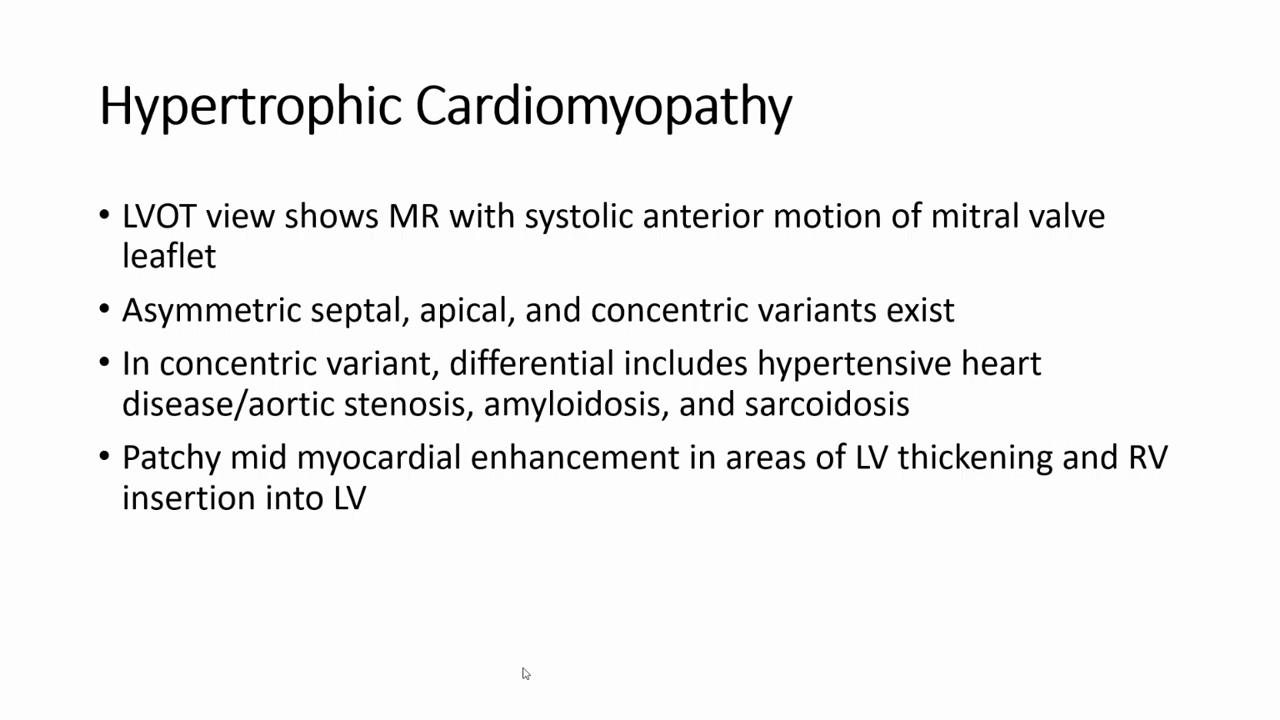 Hypertrophic Cardiomyopathy
• LVOT view shows MR with systolic anterior motion of mitral valve
leaflet
• Asymmetric septal, apical, and concentric variants exist
• In concentric variant, differential includes hypertensive heart
disease/aortic stenosis, amyloidosis, and sarcoidosis
• Patchy mid myocardial enhancement in areas of LV thickening and RV
insertion into LV